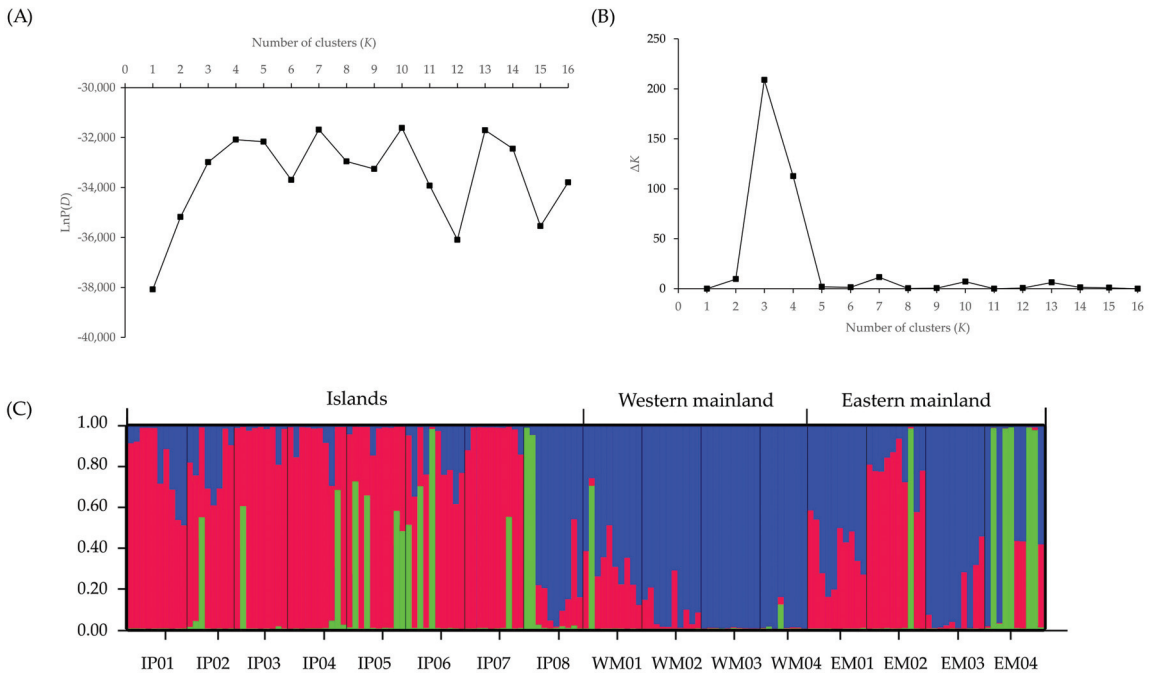 (A)
Number of clusters (K)
0 1 2 3 4 5 6 7 8 9 10 11 12 13 14 15 16
-30,000
-32,000
-34,000
-36,000
-38,000
-40,000
LnP(D)
(B)
250
200
150
100
50
0
ΔK
0 1 2 3 4 5 6 7 8 9 10 11 12 13 14 15 16
Number of clusters (K)
(C)
Islands Western mainland Eastern mainland
1.00
0.80
0.60
0.40
0.20
0.00
IP01 IP02 IP03 IP04 IP05 IP06 IP07 IP08 WM01 WM02 WM03 WM04 EM01 EM02 EM03 EM04